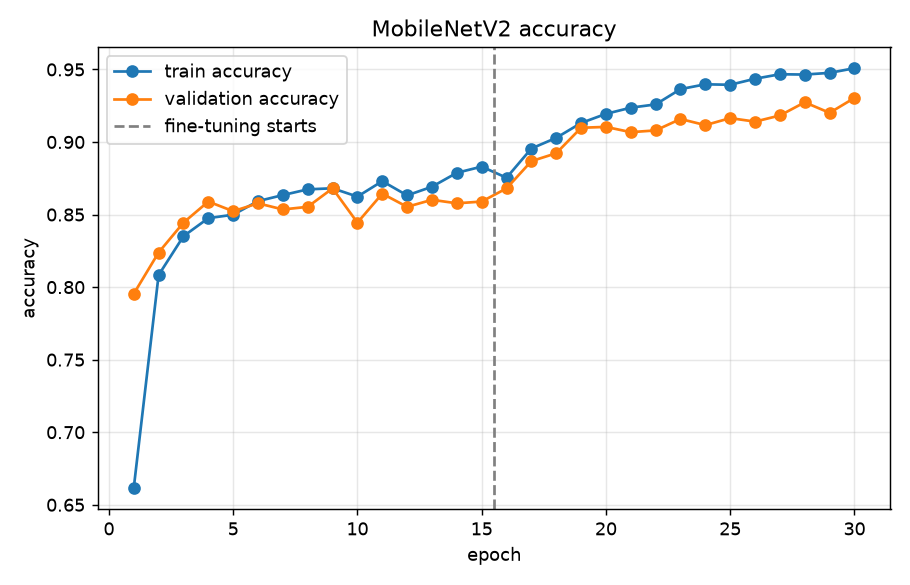 MobileNetV2 accuracy
train accuracy
validation accuracy
fine-tuning starts
accuracy
0.95
0.90
0.85
0.80
0.75
0.70
0.65
0 5 10 15 20 25 30
epoch